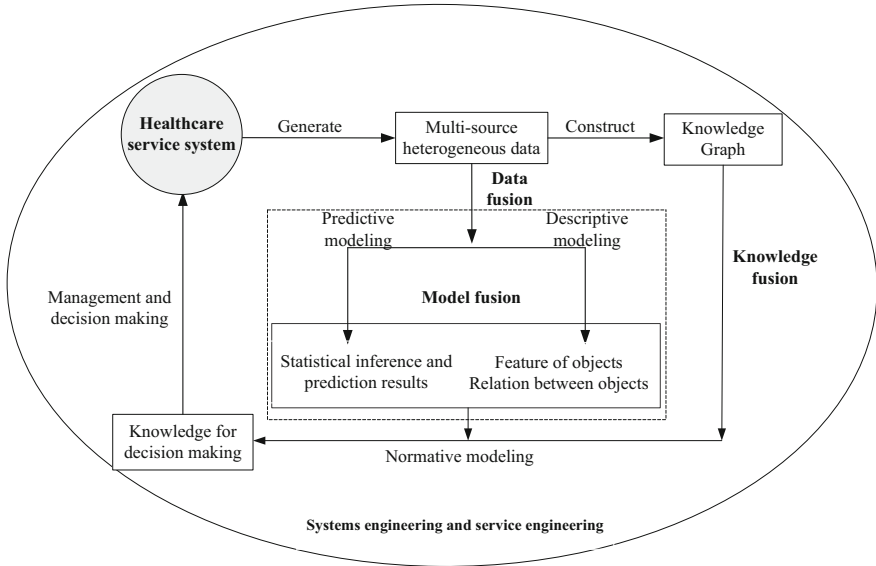 Healthcare
service system
Generate
Multi-source
heterogeneous data
Construct
Knowledge
Graph
Data
fusion
Predictive
modeling
Descriptive
modeling
Knowledge
fusion
Model fusion
Management and
decision making
Statistical inference and
prediction results
Feature of objects
Relation between objects
Knowledge for
decision making
Normative modeling
Systems engineering and service engineering